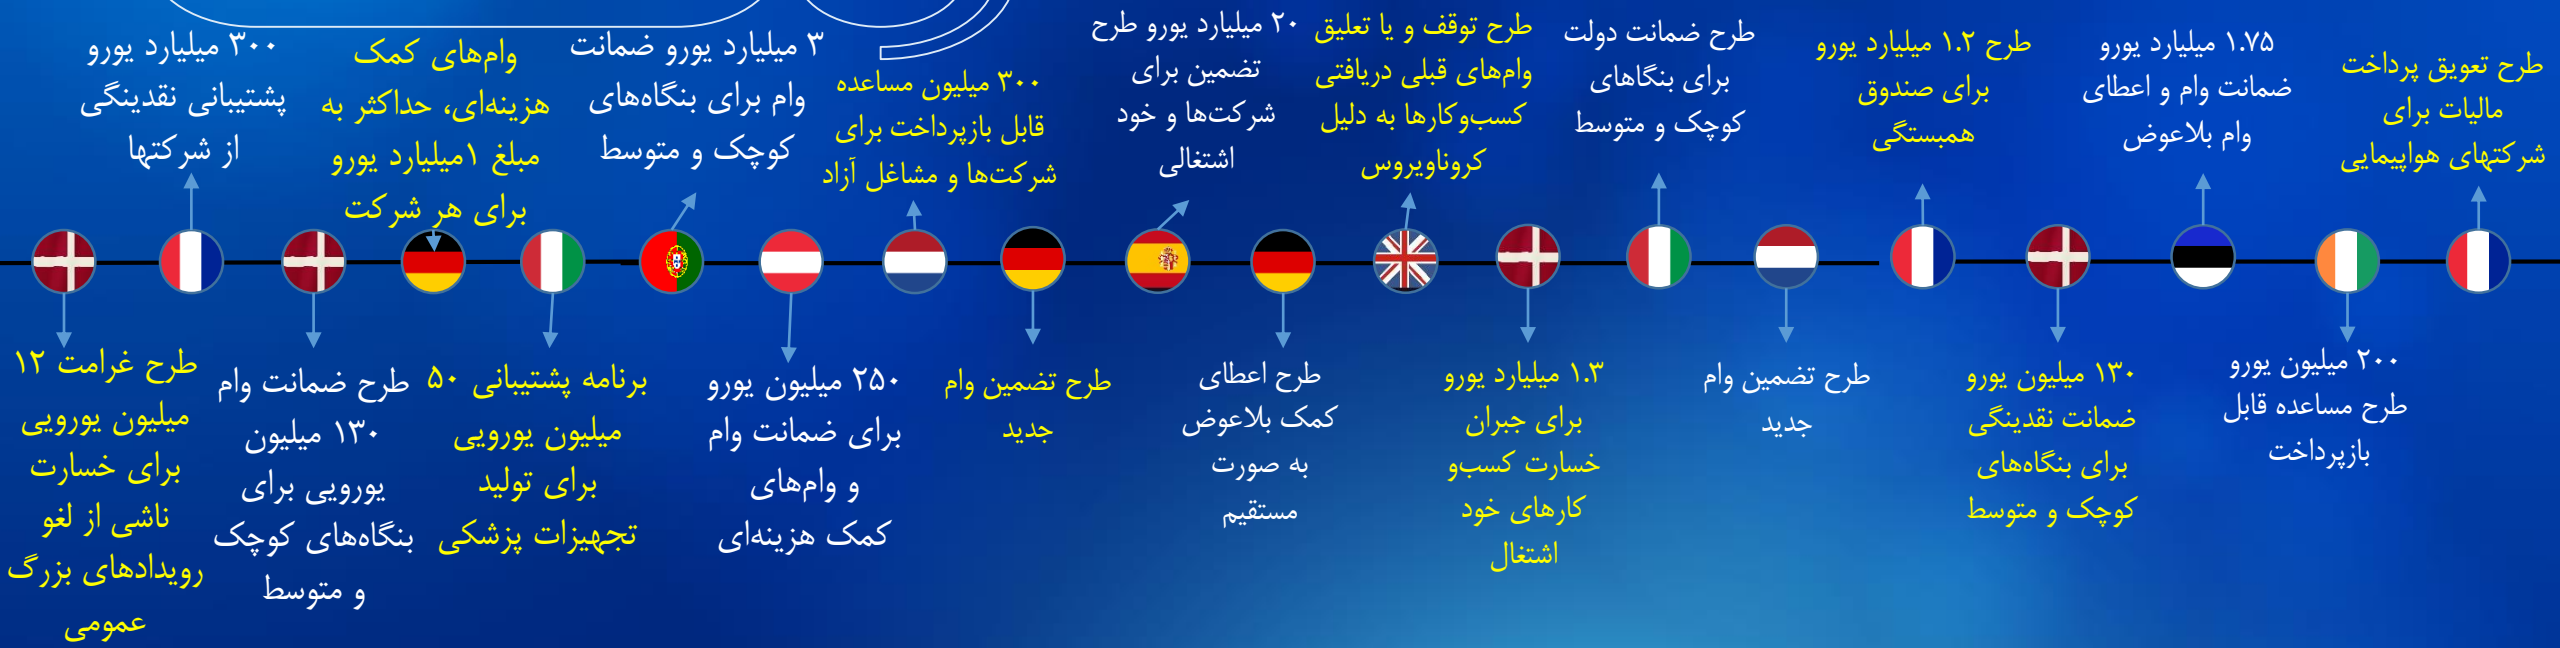 ۳۰۰ میلیارد یورو
پشتیبانی نقدینگی
از شرکتها
وام‌های کمک
هزینه‌ای، حداکثر به
مبلغ ۱میلیارد یورو
برای هر شرکت
۳ میلیارد یورو ضمانت
وام برای بنگاه‌های
کوچک و متوسط
۳۰۰ میلیون مساعده
قابل بازپرداخت برای
شرکت‌ها و مشاغل آزاد
۲۰ میلیارد یورو طرح
تضمین برای
شرکت‌ها و خود
اشتغالی
طرح توقف و یا تعلیق
وام‌های قبلی دریافتی
کسب‌وکارها به دلیل
کروناویروس
طرح ضمانت دولت
برای بنگاهای
کوچک و متوسط
طرح ۱.۲ میلیارد یورو
برای صندوق
همبستگی
۱.۷۵ میلیارد یورو
ضمانت وام و اعطای
وام بلاعوض
طرح تعویق پرداخت
مالیات برای
شرکتهای هواپیمایی
طرح غرامت ۱۲
میلیون یورویی
برای خسارت
ناشی از لغو
رویدادهای بزرگ
عمومی
طرح ضمانت وام
۱۳۰ میلیون
یورویی برای
بنگاه‌های کوچک
و متوسط
برنامه پشتیبانی ۵۰
میلیون یورویی
برای تولید
تجهیزات پزشکی
۲۵۰ میلیون یورو
برای ضمانت وام
و وام‌های
کمک هزینه‌ای
طرح تضمین وام
جدید
طرح اعطای
کمک بلاعوض
به صورت
مستقیم
۱.۳ میلیارد یورو
برای جبران
خسارت کسب‌و
کارهای خود
اشتغال
طرح تضمین وام
جدید
۱۳۰ میلیون یورو
ضمانت نقدینگی
برای بنگاه‌های
کوچک و متوسط
۲۰۰ میلیون یورو
طرح مساعده قابل
بازپرداخت